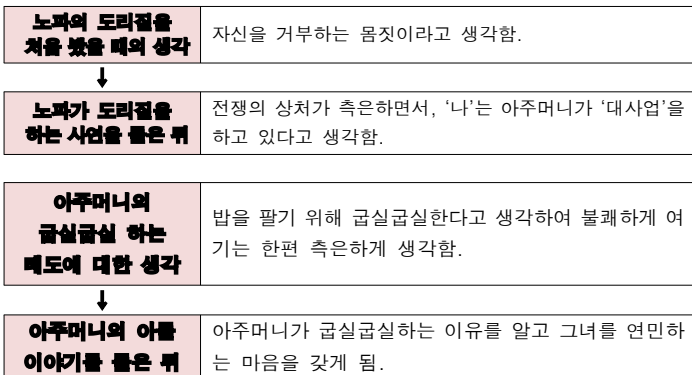 노파의 도리질을
처음 봤을 때의 생각
자신을 거부하는 몸짓이라고 생각함.
노파가 도리질을
하는 사연을 들은 뒤
전쟁의 상처가 측은하면서, ‘나’는 아주머니가 ‘대사업’을
하고 있다고 생각함.
아주머니의
굽실굽실 하는
태도에 대한 생각
밥을 팔기 위해 굽실굽실한다고 생각하여 불쾌하게 여
기는 한편 측은하게 생각함.
아주머니의 아들
이야기를 들은 뒤
아주머니가 굽실굽실하는 이유를 알고 그녀를 연민하
는 마음을 갖게 됨.